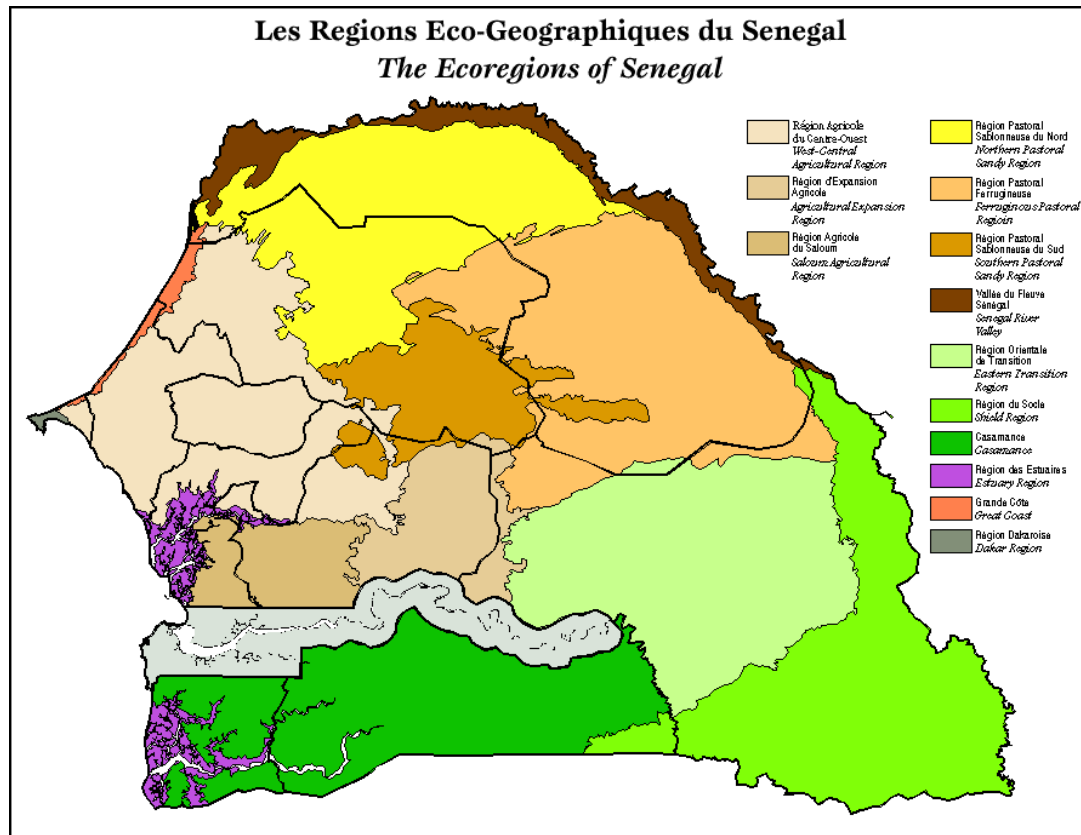 Les Regions Eco-Geographiques du Senegal
The Ecoregions of Senegal
Région Agricole
du Centre-Ouest
West-Central
Agricultural Region
Région d'Expansion
Agricole
Agricultural Expansion
Region
Région Agricole
du Saloum
Saloum Agricultural
Region
Région Pastoral
Sablonneuse du Nord
Northern Pastoral
Sandy Region
Région Pastoral
Ferrugineuse
Ferruginous Pastoral
Regioin
Région Pastoral
Sablonneuse du Sud
Southern Pastoral
Sandy Region
Vallée du Fleuve
Sénégal
Senegal River
Valley
Région Orientale
de Transition
Eastern Transition
Region
Région du Socle
Shield Region
Casamance
Casamance
Région des Estuaires
Estuary Region
Grande Côte
Great Coast
Région Dakaroise
Dakar Region